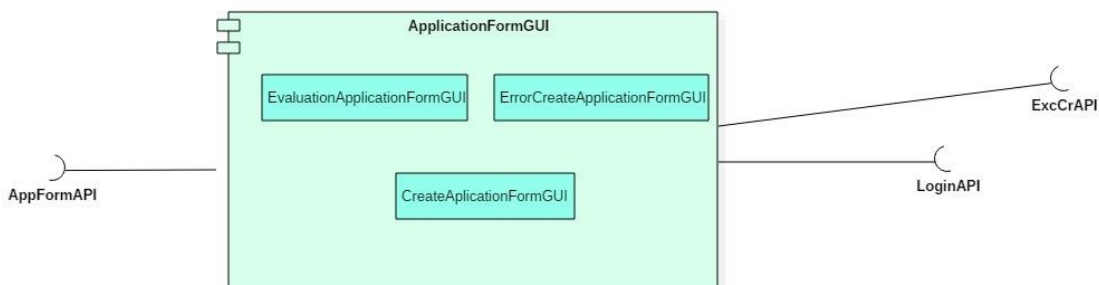 ApplicationFormGUI
EvaluationApplicationFormGUI
ErrorCreateApplicationFormGUI
ExcCrAPI
AppFormAPI
CreateAplicationFormGUI
LoginAPI